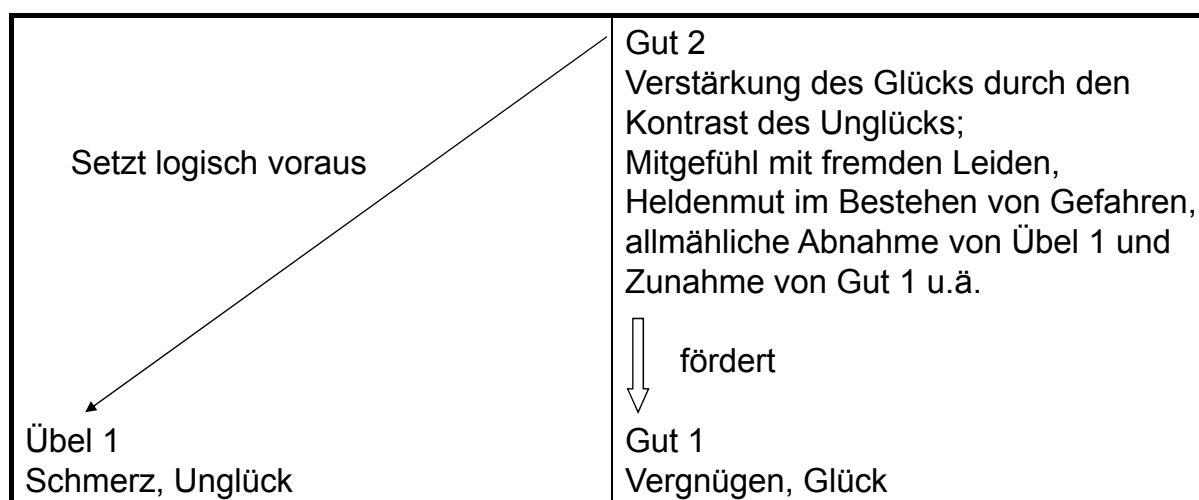 Gut 2
Verstärkung des Glücks durch den
Kontrast des Unglücks;
Mitgefühl mit fremden Leiden,
Heldenmut im Bestehen von Gefahren,
allmähliche Abnahme von Übel 1 und
Zunahme von Gut 1 u.ä.
Setzt logisch voraus
fördert
Übel 1
Schmerz, Unglück
Gut 1
Vergnügen, Glück